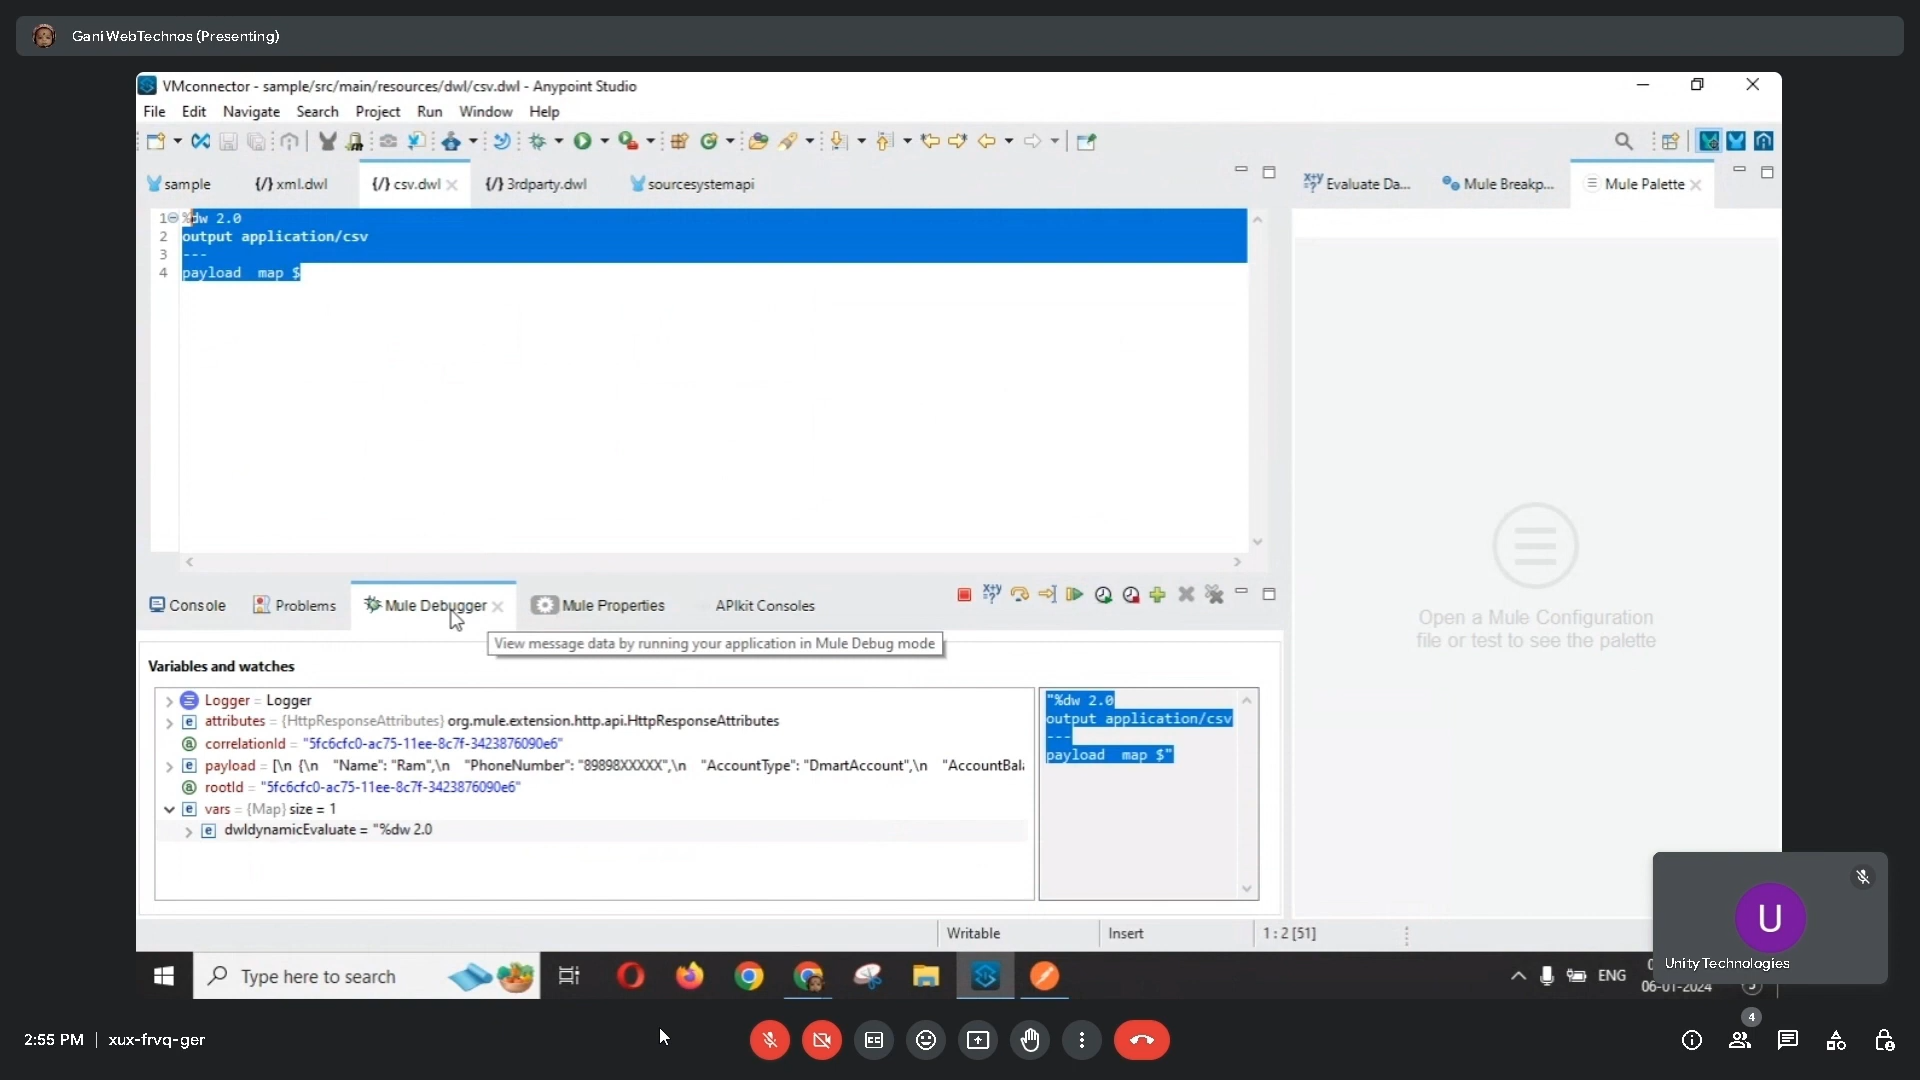 Gani WebTechnos (Presenting)
VMconnector - sample/src/main/resources/dwl/csv.dwl - Anypoint Studio
File Edit Navigate Search Project Run Window Help
sample {/} xml.dwl {/} csv.dwl {/} 3rdparty.dwl sourcesystemapi
x+y =? Evaluate Da... Mule Breakp... Mule Palette
1 %dw 2.0
2 output application/csv
3 ---
4 payload  map $
Open a Mule Configuration
file or test to see the palette
Console Problems Mule Debugger Mule Properties APIkit Consoles
View message data by running your application in Mule Debug mode
Variables and watches
Logger = Logger
attributes = {HttpResponseAttributes} org.mule.extension.http.api.HttpResponseAttributes
correlationId = "5fc6cfc0-ac75-11ee-8c7f-3423876090e6"
payload = [\n {\n    "Name": "Ram",\n    "PhoneNumber": "89898XXXXX",\n    "AccountType": "DmartAccount",\n    "AccountBal
rootId = "5fc6cfc0-ac75-11ee-8c7f-3423876090e6"
vars = {Map} size = 1
dwldynamicEvaluate = "%dw 2.0
"%dw 2.0
output application/csv
---
payload  map $"
Writable Insert 1 : 2 [51]
U
Unity Technologies
Type here to search
ENG
06-01-2024
4
2:55 PM | xux-frvq-ger